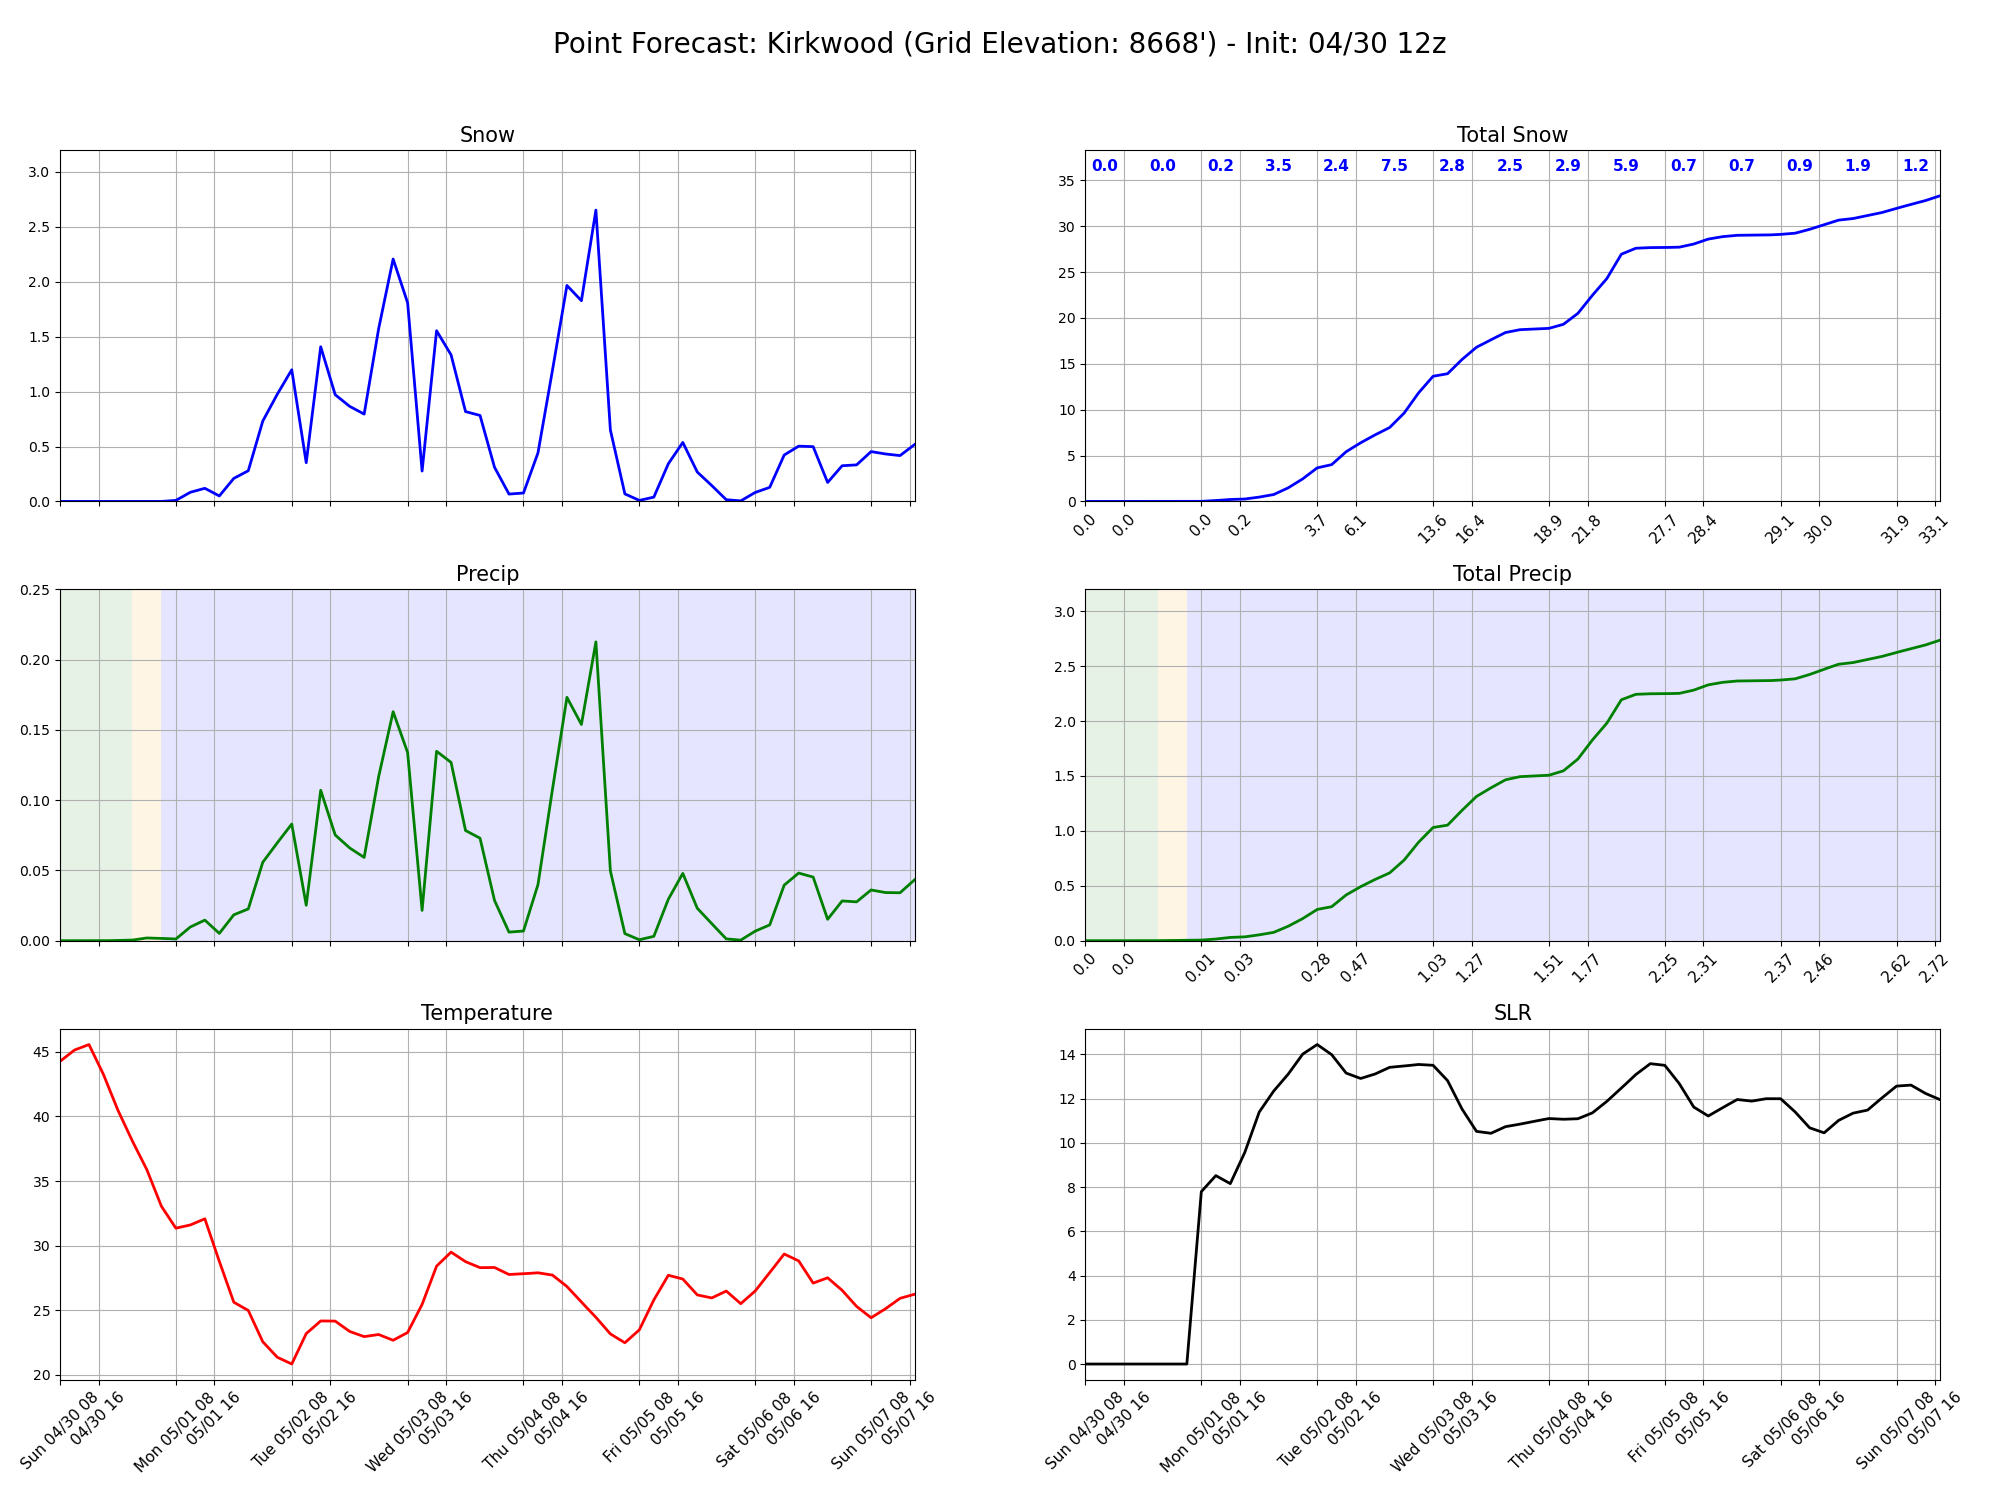 Point Forecast: Kirkwood (Grid Elevation: 8668') - Init: 04/30 12z
Snow
3.0
2.5
2.0
1.5
1.0
0.5
0.0
Total Snow
0.0 0.0 0.2 3.5 2.4 7.5 2.8 2.5 2.9 5.9 0.7 0.7 0.9 1.9 1.2
35
30
25
20
15
10
5
0
0.0 0.0 0.0 0.2 3.7 6.1 13.6 16.4 18.9 21.8 27.7 28.4 29.1 30.0 31.9 33.1
Precip
0.25
0.20
0.15
0.10
0.05
0.00
Total Precip
3.0
2.5
2.0
1.5
1.0
0.5
0.0
0.0 0.0 0.01 0.03 0.28 0.47 1.03 1.27 1.51 1.77 2.25 2.31 2.37 2.46 2.62 2.72
Temperature
45
40
35
30
25
20
Sun 04/30 08
04/30 16
Mon 05/01 08
05/01 16
Tue 05/02 08
05/02 16
Wed 05/03 08
05/03 16
Thu 05/04 08
05/04 16
Fri 05/05 08
05/05 16
Sat 05/06 08
05/06 16
Sun 05/07 08
05/07 16
SLR
14
12
10
8
6
4
2
0
Sun 04/30 08
04/30 16
Mon 05/01 08
05/01 16
Tue 05/02 08
05/02 16
Wed 05/03 08
05/03 16
Thu 05/04 08
05/04 16
Fri 05/05 08
05/05 16
Sat 05/06 08
05/06 16
Sun 05/07 08
05/07 16